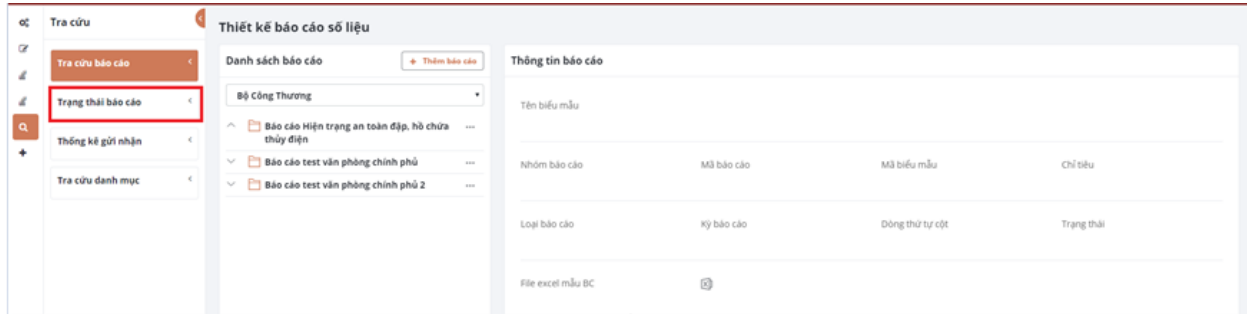 Tra cứu
Tra cứu báo cáo
Trạng thái báo cáo
Thống kê gửi nhận
Tra cứu danh mục
Thiết kế báo cáo số liệu
Danh sách báo cáo
+ Thêm báo cáo
Bộ Công Thương
Báo cáo Hiện trạng an toàn đập, hồ chứa
thủy điện
Báo cáo test văn phòng chính phủ
Báo cáo test văn phòng chính phủ 2
Thông tin báo cáo
Tên biểu mẫu
Nhóm báo cáo Mã báo cáo Mã biểu mẫu Chỉ tiêu
Loại báo cáo Kỳ báo cáo Dòng thứ tự cột Trạng thái
File excel mẫu BC